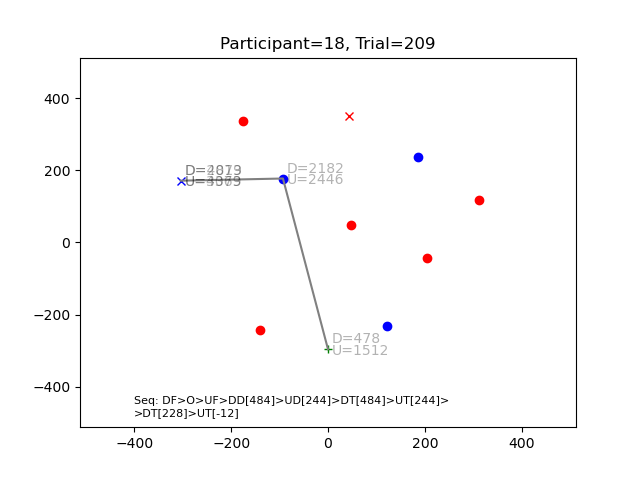 Participant=18, Trial=209
400
200
0
−200
−400
D=2182
U=2446
D=478
U=1512
Seq: DF>O>UF>DD[484]>UD[244]>DT[484]>UT[244]>
>DT[228]>UT[-12]
−400
−200
0
200
400